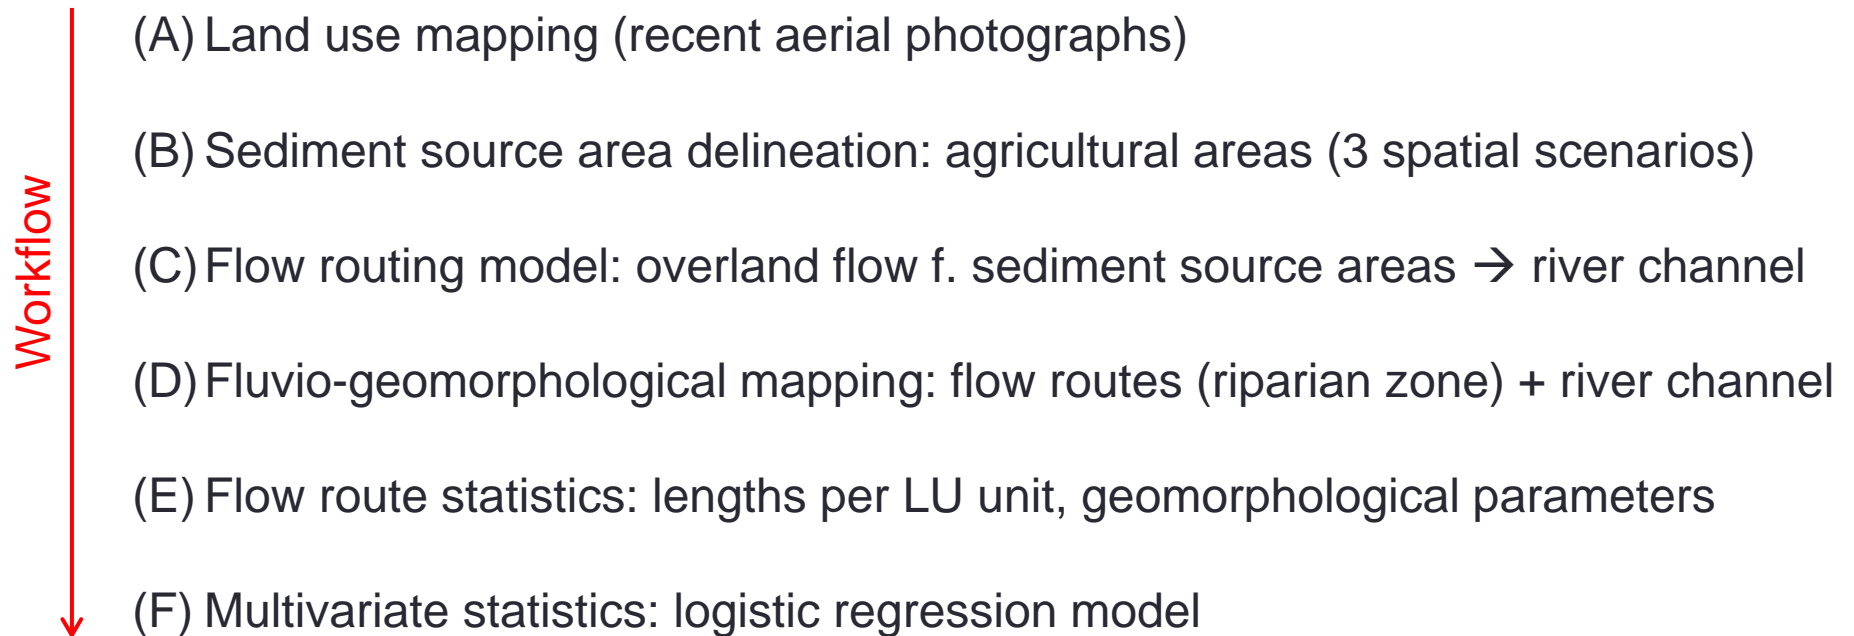 Workflow
(A) Land use mapping (recent aerial photographs)
(B) Sediment source area delineation: agricultural areas (3 spatial scenarios)
(C) Flow routing model: overland flow f. sediment source areas → river channel
(D) Fluvio-geomorphological mapping: flow routes (riparian zone) + river channel
(E) Flow route statistics: lengths per LU unit, geomorphological parameters
(F) Multivariate statistics: logistic regression model